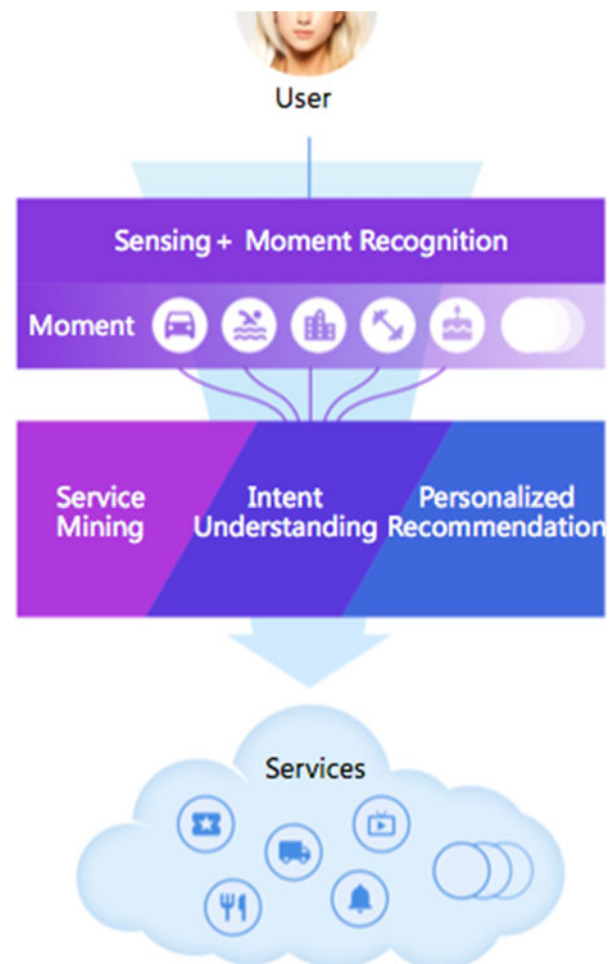 User
Sensing + Moment Recognition
Moment
Service
Mining
Intent
Understanding
Personalized
Recommendation
Services